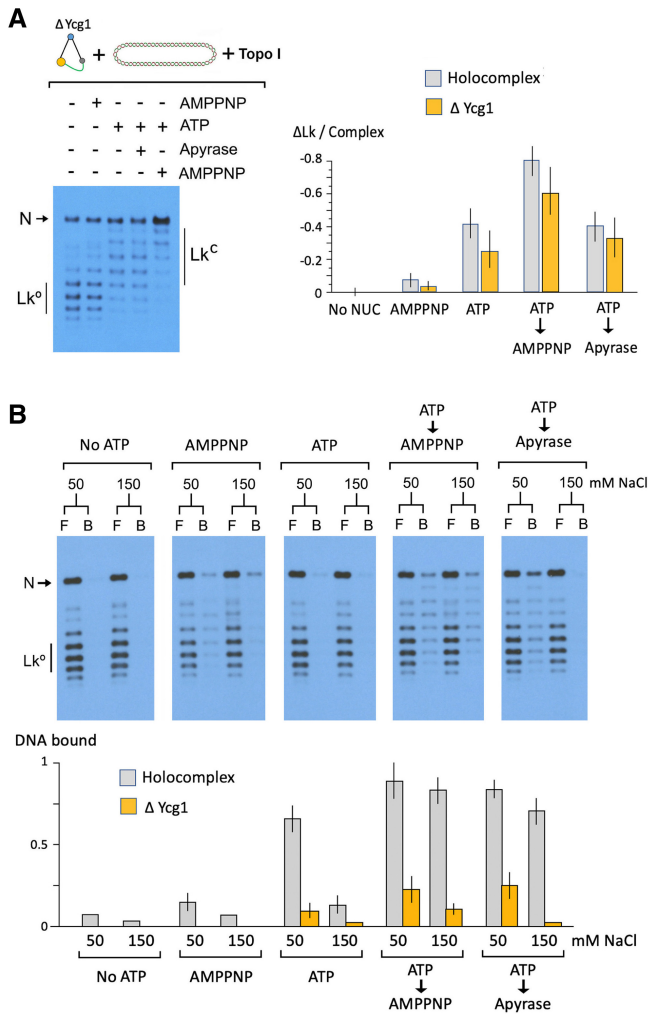 A
Δ Ycg1
+ + Topo I
- + - - - AMPPNP
- - + + + ATP
- - - + - Apyrase
- - - - + AMPPNP
N
Lkº
Lkᶜ
Holocomplex
Δ Ycg1
ΔLk / Complex
-0.8
-0.6
-0.4
-0.2
0
No NUC AMPPNP ATP ATP ATP
AMPPNP Apyrase
B
No ATP AMPPNP ATP ATP AMPPNP ATP Apyrase
50 150 50 150 50 150 50 150 50 150 mM NaCl
F B F B F B F B F B F B F B F B F B F B
N
Lkº
DNA bound
Holocomplex
Δ Ycg1
1
0.5
0
50 150 50 150 50 150 50 150 50 150 mM NaCl
No ATP AMPPNP ATP ATP ATP
AMPPNP Apyrase